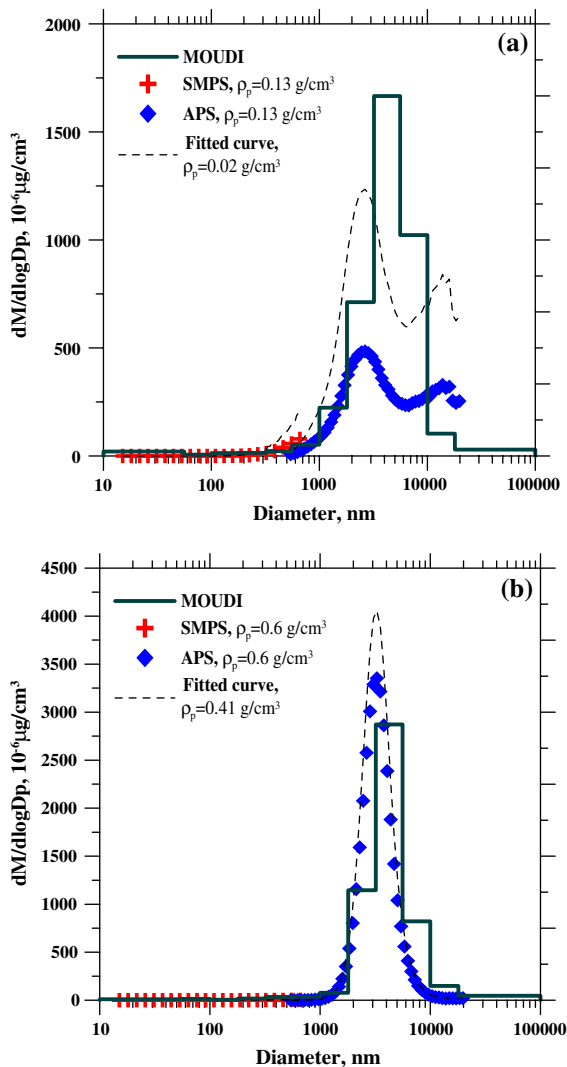 (a)
2000
1500
1000
500
0
dM/dlogDp, 10⁻⁶μg/cm³
MOUDI
SMPS, ρₚ=0.13 g/cm³
APS, ρₚ=0.13 g/cm³
Fitted curve,
ρₚ=0.02 g/cm³
10 100 1000 10000 100000
Diameter, nm
(b)
4500
4000
3500
3000
2500
2000
1500
1000
500
0
dM/dlogDp, 10⁻⁶μg/cm³
MOUDI
SMPS, ρₚ=0.6 g/cm³
APS, ρₚ=0.6 g/cm³
Fitted curve,
ρₚ=0.41 g/cm³
10 100 1000 10000 100000
Diameter, nm